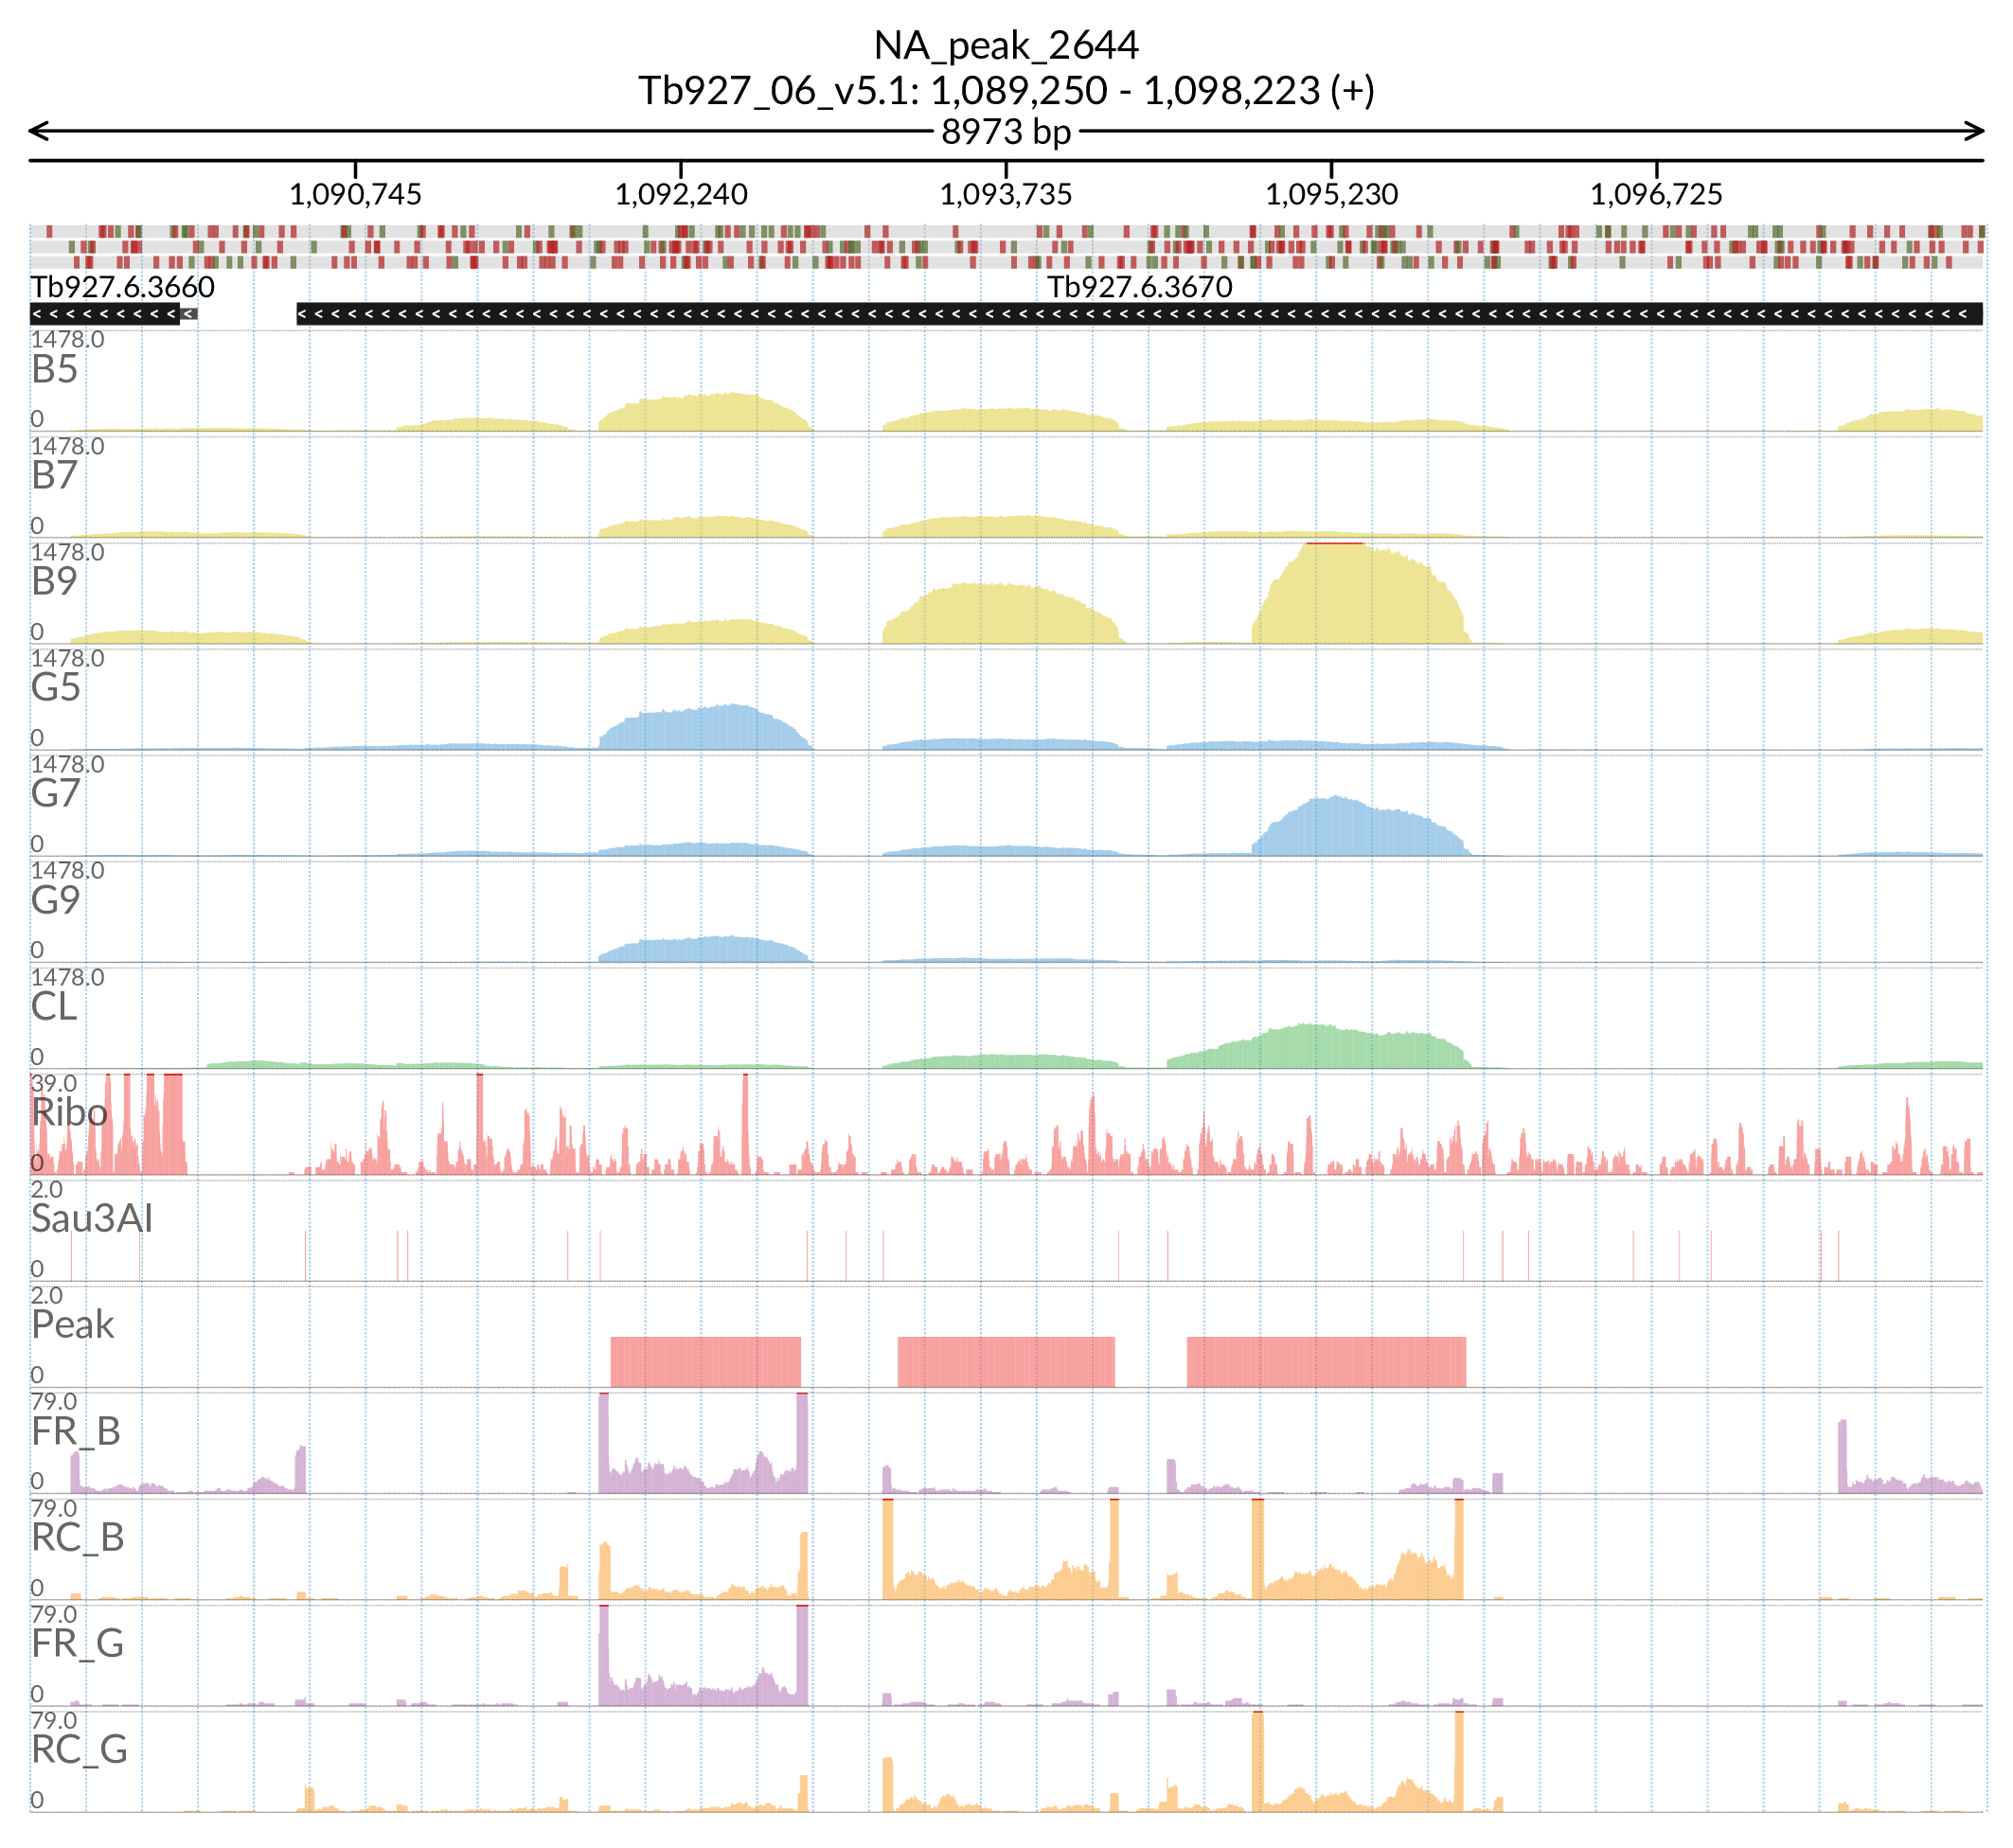 NA_peak_2644
Tb927_06_v5.1: 1,089,250 - 1,098,223 (+)
8973 bp
1,090,745 1,092,240 1,093,735 1,095,230 1,096,725
Tb927.6.3660 Tb927.6.3670
1478.0
B5
0
1478.0
B7
0
1478.0
B9
0
1478.0
G5
0
1478.0
G7
0
1478.0
G9
0
1478.0
CL
0
39.0
Ribo
0
2.0
Sau3AI
0
2.0
Peak
0
79.0
FR_B
0
79.0
RC_B
0
79.0
FR_G
0
79.0
RC_G
0